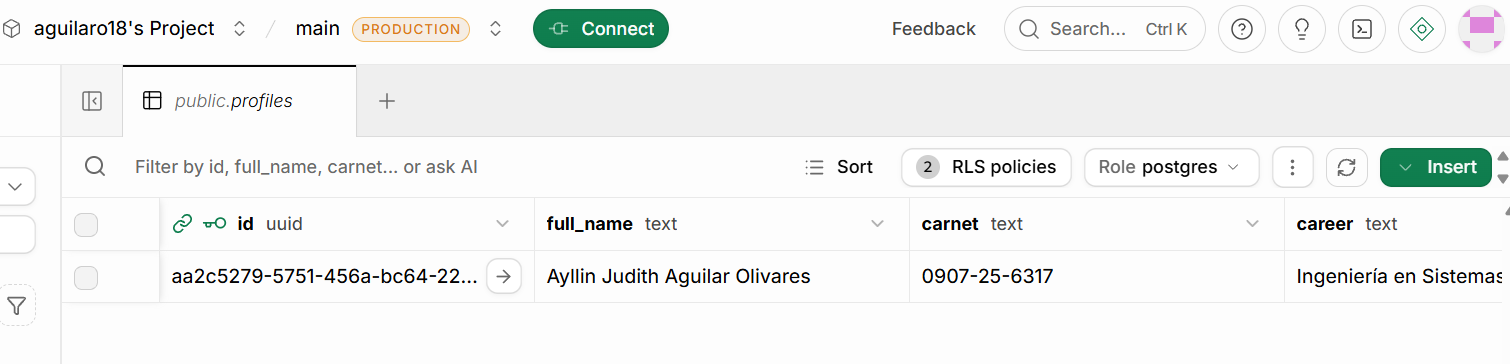 aguilaro18's Project / main PRODUCTION Connect Feedback Search... Ctrl K
public.profiles
Filter by id, full_name, carnet... or ask AI Sort 2 RLS policies Role postgres Insert
id uuid full_name text carnet text career text
aa2c5279-5751-456a-bc64-22... Ayllin Judith Aguilar Olivares 0907-25-6317 Ingeniería en Sistemas